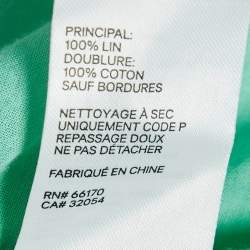 PRINCIPAL:
100% LIN
DOUBLURE:
100% COTON
SAUF BORDURES
NETTOYAGE À SEC
UNIQUEMENT CODE P
REPASSAGE DOUX
NE PAS DÉTACHER
FABRIQUÉ EN CHINE
RN# 66170
CA# 32054